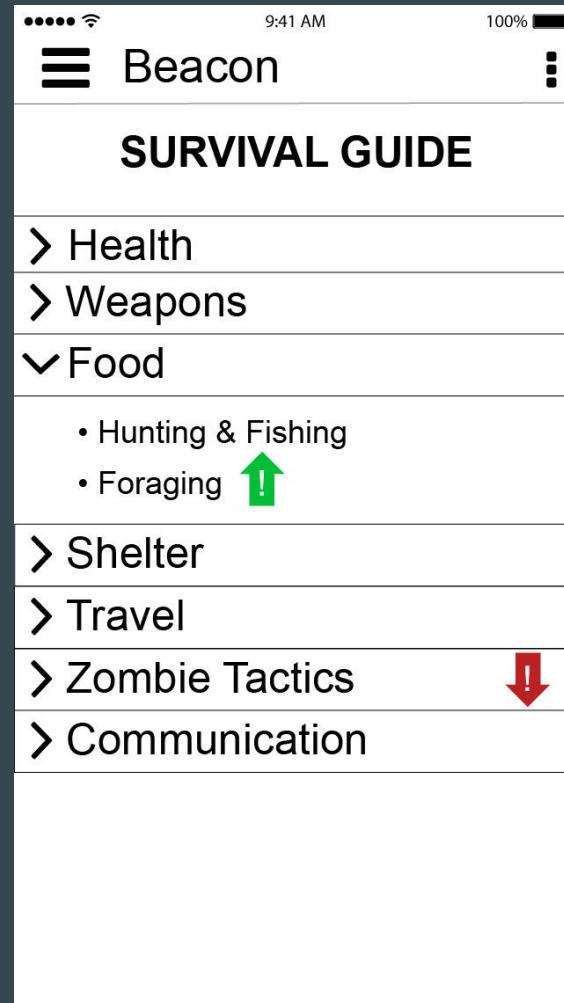 9:41 AM 100%
Beacon
SURVIVAL GUIDE
Health
Weapons
Food
• Hunting & Fishing
• Foraging !
Shelter
Travel
Zombie Tactics !
Communication